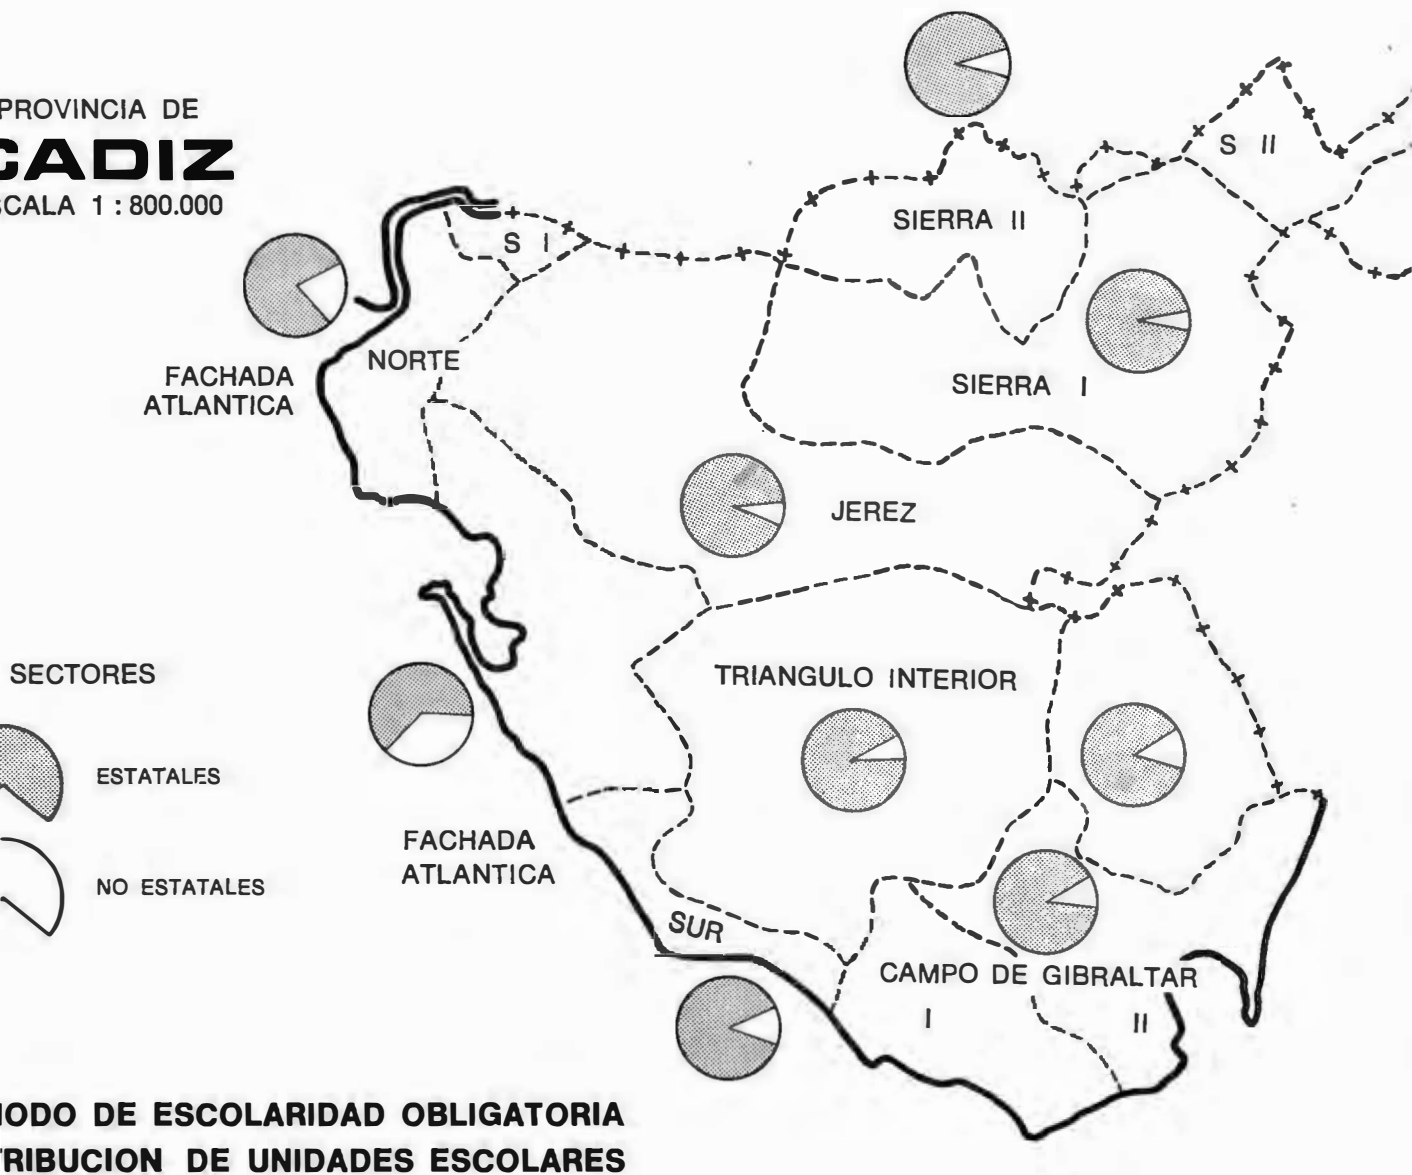 PROVINCIA DE
CADIZ
SCALA 1 : 800.000
S II
SIERRA II
S I
NORTE
FACHADA
ATLANTICA
SIERRA I
JEREZ
SECTORES
TRIANGULO INTERIOR
ESTATALES
FACHADA
ATLANTICA
NO ESTATALES
SUR
CAMPO DE GIBRALTAR
I
II
IODO DE ESCOLARIDAD OBLIGATORIA
TRIBUCION DE UNIDADES ESCOLARES